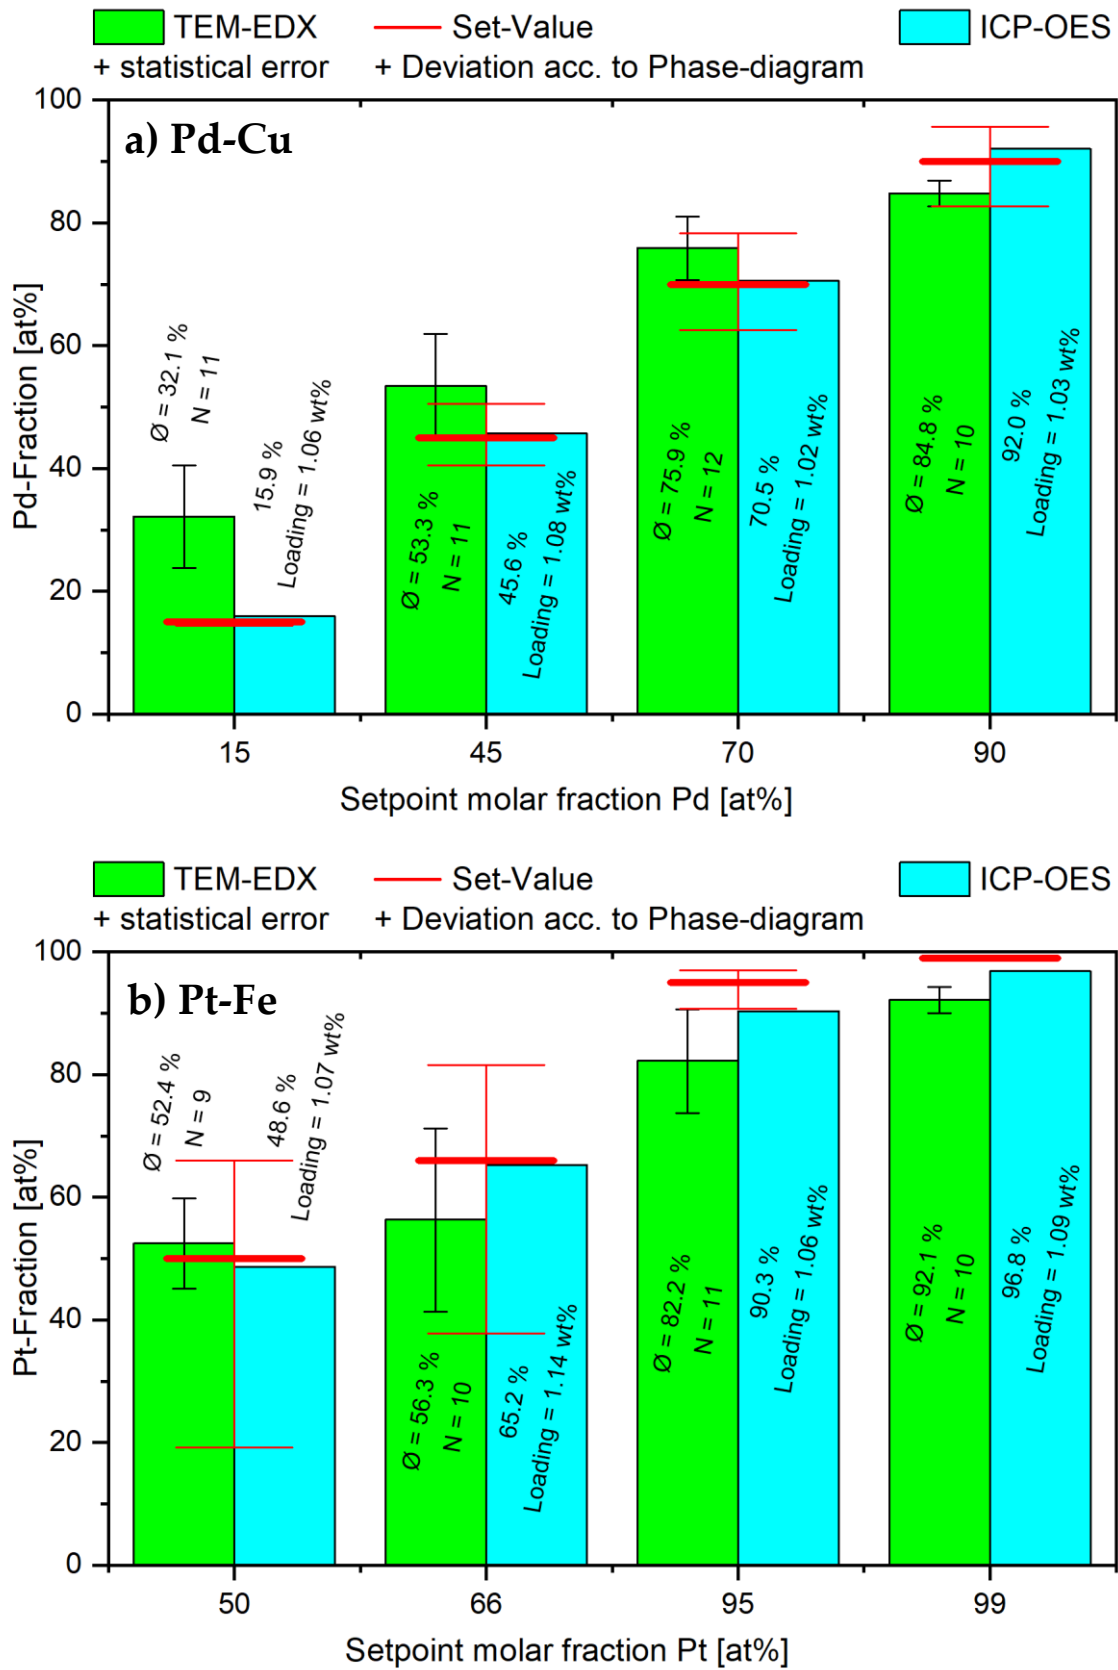 TEM-EDX
Set-Value
ICP-OES
+ statistical error
+ Deviation acc. to Phase-diagram
a) Pd-Cu
Pd-Fraction [at%]
100
80
60
40
20
0
Ø = 32.1 %
N = 11
15.9 %
Loading = 1.06 wt%
Ø = 53.3 %
N = 11
45.6 %
Loading = 1.08 wt%
Ø = 75.9 %
N = 12
70.5 %
Loading = 1.02 wt%
Ø = 84.8 %
N = 10
92.0 %
Loading = 1.03 wt%
15
45
70
90
Setpoint molar fraction Pd [at%]
TEM-EDX
Set-Value
ICP-OES
+ statistical error
+ Deviation acc. to Phase-diagram
b) Pt-Fe
Pt-Fraction [at%]
100
80
60
40
20
0
Ø = 52.4 %
N = 9
48.6 %
Loading = 1.07 wt%
Ø = 56.3 %
N = 10
65.2 %
Loading = 1.14 wt%
Ø = 82.2 %
N = 11
90.3 %
Loading = 1.06 wt%
Ø = 92.1 %
N = 10
96.8 %
Loading = 1.09 wt%
50
66
95
99
Setpoint molar fraction Pt [at%]